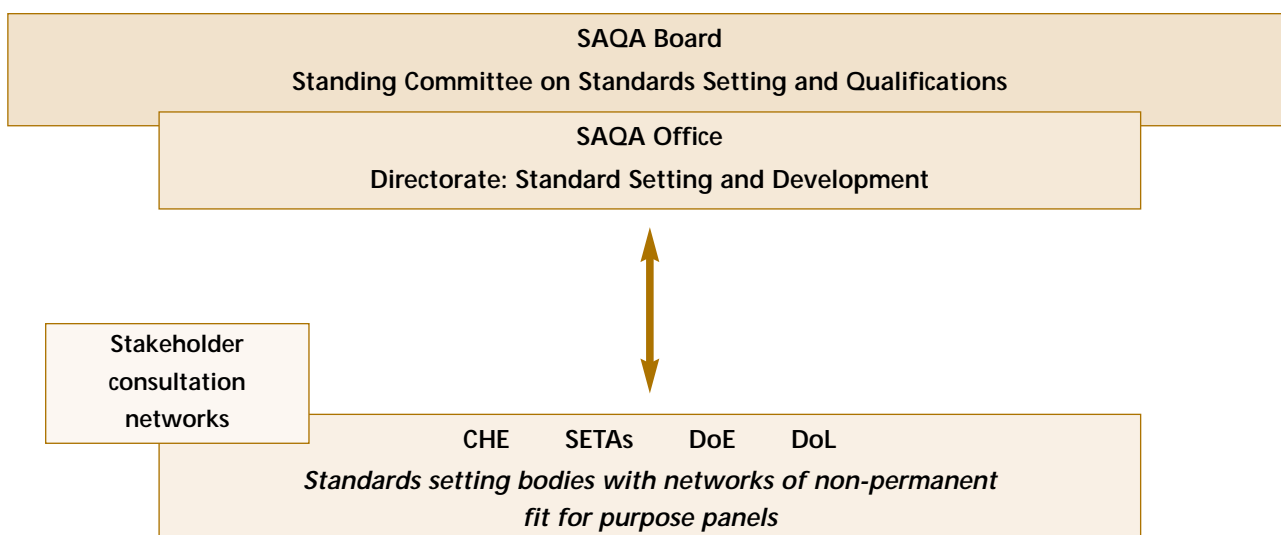 SAQA Board
Standing Committee on Standards Setting and Qualifications
SAQA Office
Directorate: Standard Setting and Development
Stakeholder
consultation
networks
CHE SETAs DoE DoL
Standards setting bodies with networks of non-permanent
fit for purpose panels